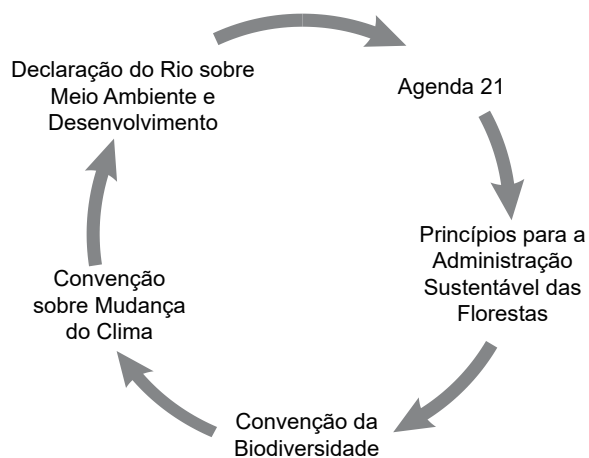 Declaração do Rio sobre
Meio Ambiente e
Desenvolvimento
Agenda 21
Princípios para a
Administração
Sustentável das
Florestas
Convenção da
Biodiversidade
Convenção
sobre Mudança
do Clima